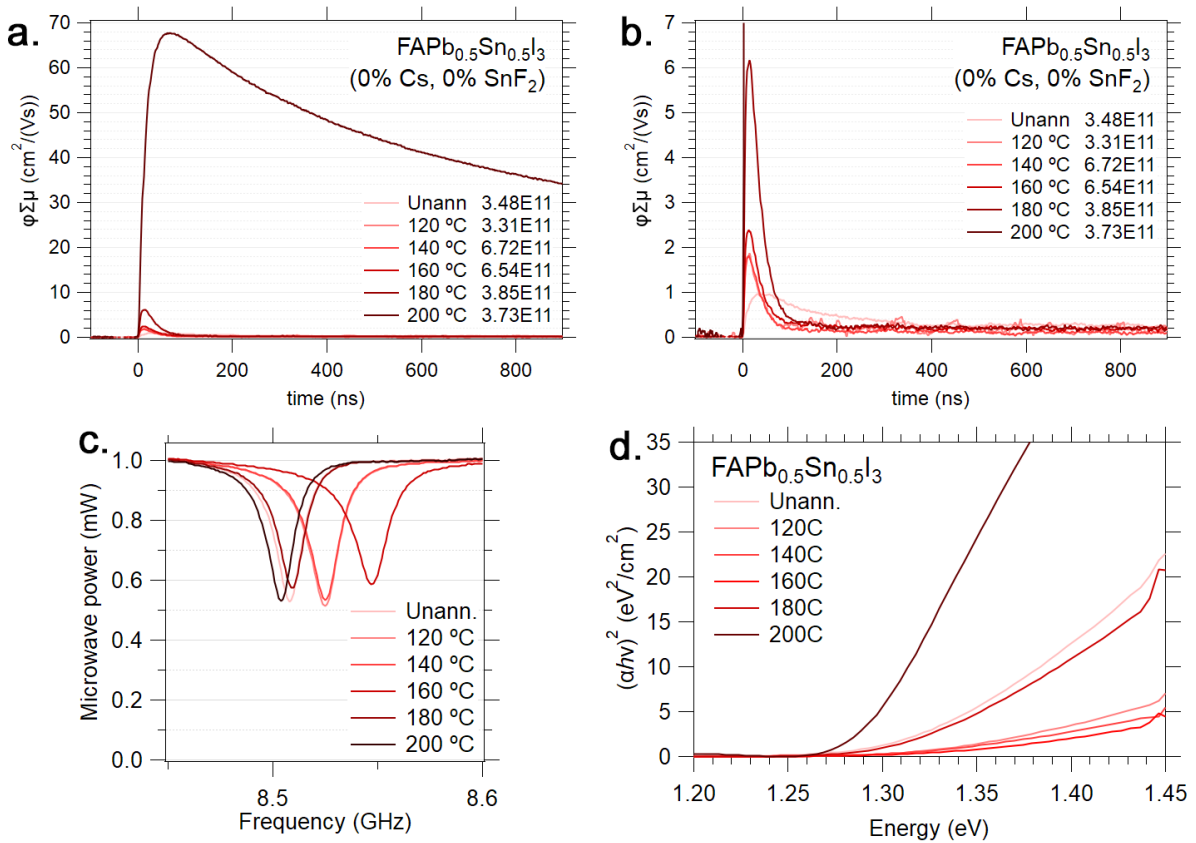 a.
FAPb0.5Sn0.5I3
(0% Cs, 0% SnF2)
φΣμ (cm2/(Vs))
70
60
50
40
30
20
10
0
Unann 3.48E11
120 ºC 3.31E11
140 ºC 6.72E11
160 ºC 6.54E11
180 ºC 3.85E11
200 ºC 3.73E11
0 200 400 600 800
time (ns)
b.
FAPb0.5Sn0.5I3
(0% Cs, 0% SnF2)
φΣμ (cm2/(Vs))
7
6
5
4
3
2
1
0
Unann 3.48E11
120 ºC 3.31E11
140 ºC 6.72E11
160 ºC 6.54E11
180 ºC 3.85E11
200 ºC 3.73E11
0 200 400 600 800
time (ns)
c.
Microwave power (mW)
1.0
0.8
0.6
0.4
0.2
0.0
Unann.
120 ºC
140 ºC
160 ºC
180 ºC
200 ºC
8.5 8.6
Frequency (GHz)
d.
FAPb0.5Sn0.5I3
Unann.
120C
140C
160C
180C
200C
(αhν)2 (eV2/cm2)
35
30
25
20
15
10
5
0
1.20 1.25 1.30 1.35 1.40 1.45
Energy (eV)